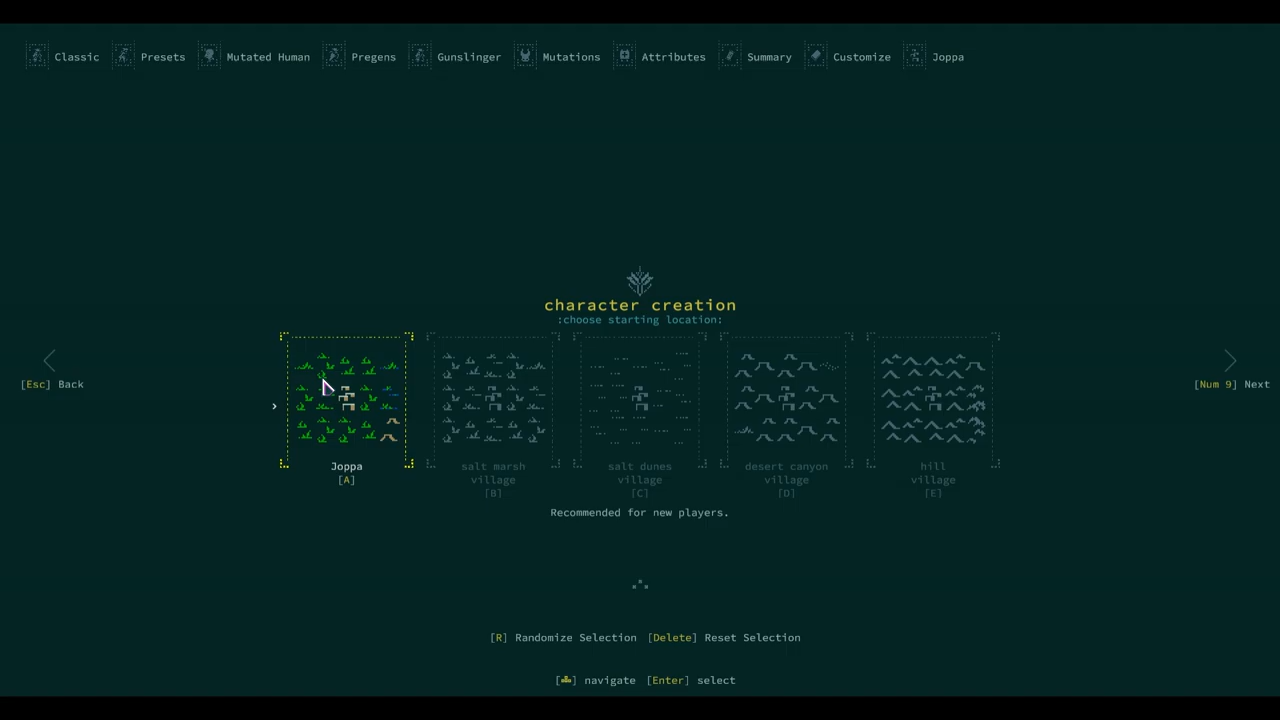 Classic Presets Mutated Human Pregens Gunslinger Mutations Attributes Summary Customize Joppa
character creation
:choose starting location:
[Esc] Back
[Num 9] Next
Joppa
[A]
salt marsh
village
[B]
salt dunes
village
[C]
desert canyon
village
[D]
hill
village
[E]
Recommended for new players.
[R] Randomize Selection [Delete] Reset Selection
[] navigate [Enter] select